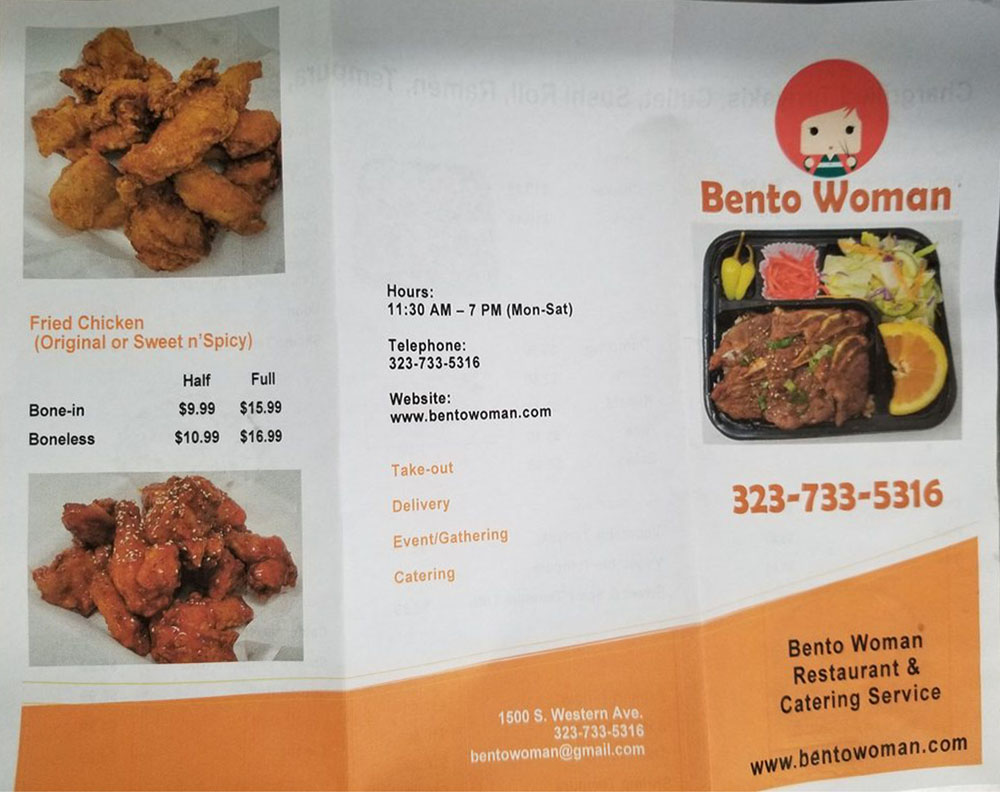 Fried Chicken
(Original or Sweet n'Spicy)
Half Full
Bone-in $9.99 $15.99
Boneless $10.99 $16.99
Hours:
11:30 AM – 7 PM (Mon-Sat)
Telephone:
323-733-5316
Website:
www.bentowoman.com
Take-out
Delivery
Event/Gathering
Catering
1500 S. Western Ave.
323-733-5316
bentowoman@gmail.com
Bento Woman
323-733-5316
Bento Woman
Restaurant &
Catering Service
www.bentowoman.com